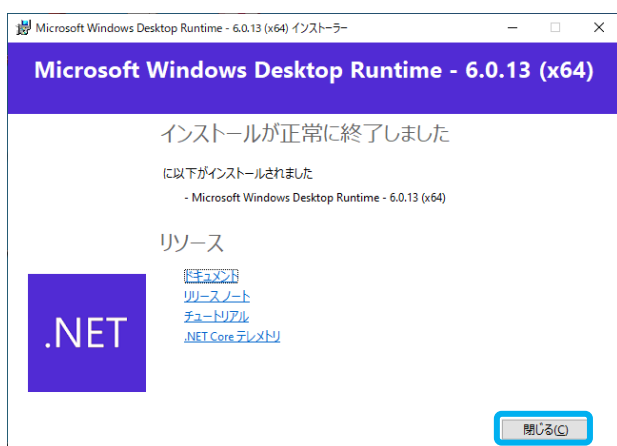 Microsoft Windows Desktop Runtime - 6.0.13 (x64) インストーラー
Microsoft Windows Desktop Runtime - 6.0.13 (x64)
インストールが正常に終了しました
に以下がインストールされました
- Microsoft Windows Desktop Runtime - 6.0.13 (x64)
リソース
ドキュメント
リリース ノート
チュートリアル
.NET Core テレメトリ
.NET
閉じる(C)